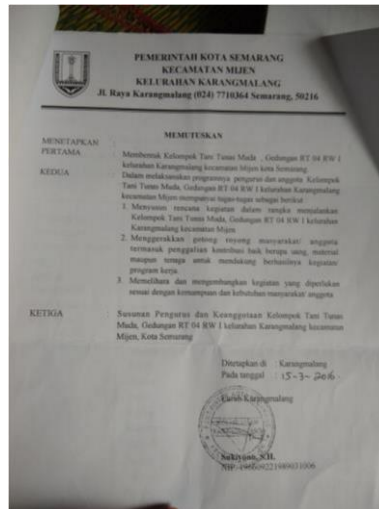 PEMERINTAH KOTA SEMARANG
KECAMATAN MIJEN
KELURAHAN KARANGMALANG
Jl. Raya Karangmalang (024) 7710364 Semarang, 50216
MEMUTUSKAN
MENETAPKAN
PERTAMA : Membentuk Kelompok Tani Tunas Muda , Gedungan RT 04 RW I
kelurahan Karangmalang kecamatan Mijen kota Semarang
KEDUA : Dalam melaksanakan programnya pengurus dan anggota Kelompok
Tani Tunas Muda, Gedungan RT 04 RW I kelurahan Karangmalang
kecamatan Mijen mempunyai tugas-tugas sebagai berikut
1. Menyusun rencana kegiatan dalam rangka menjalankan
Kelompok Tani Tunas Muda, Gedungan RT 04 RW I kelurahan
Karangmalang kecamatan Mijen
2. Menggerakkan gotong royong masyarakat/ anggota
termasuk penggalian kontribusi baik berupa uang, material
maupun tenaga untuk mendukung berhasilnya kegiatan/
program kerja
3. Memelihara dan mengembangkan kegiatan yang diperlukan
sesuai dengan kemampuan dan kebutuhan masyarakat/ anggota
KETIGA : Susunan Pengurus dan Keanggotaan Kelompok Tani Tunas
Muda, Gedungan RT 04 RW I kelurahan Karangmalang kecamatan
Mijen, Kota Semarang
Ditetapkan di : Karangmalang
Pada tanggal : 15-3-2016
Lurah Karangmalang
Sukiyono, S.H.
NIP.